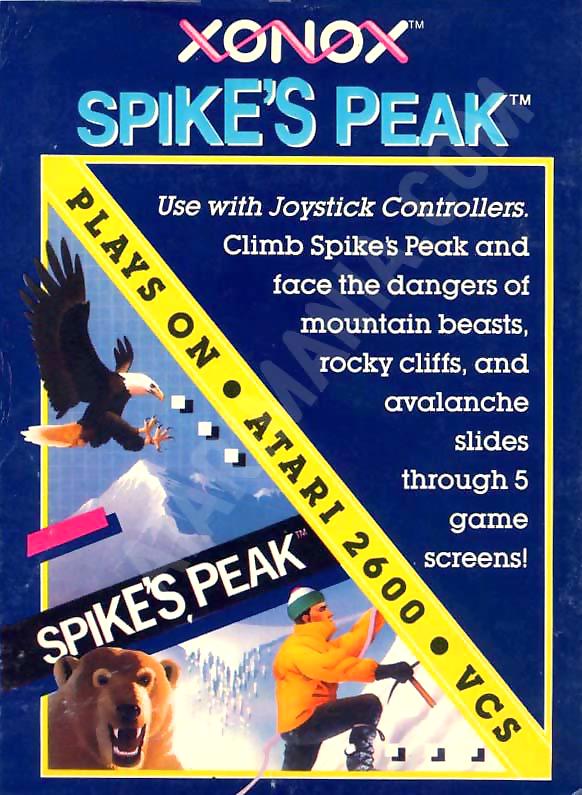 XONOX™
SPIKE'S PEAK™
Use with Joystick Controllers.
Climb Spike's Peak and
face the dangers of
mountain beasts,
rocky cliffs, and
avalanche
slides
through 5
game
screens!
PLAYS ON • ATARI 2600 • VCS
SPIKE'S PEAK™